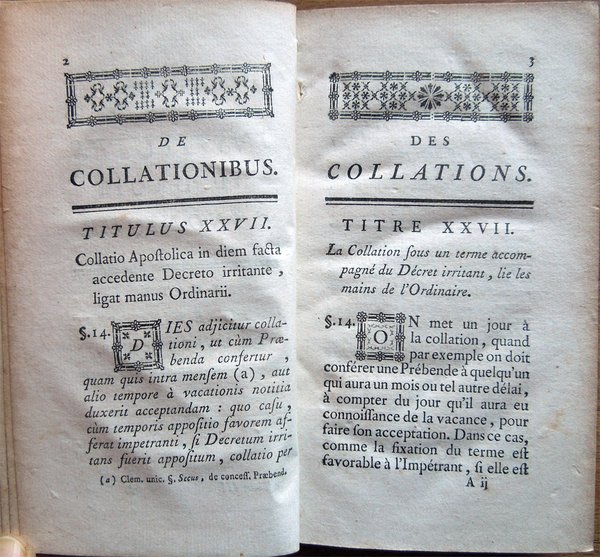 2
DE
COLLATIONIBUS.
TITULUS XXVII.
Collatio Apostolica in diem facta
accedente Decreto irritante,
ligat manus Ordinarii.
§. 14. DIES adjicitur colla-
tioni, ut cùm Præ-
benda confertur,
quam quis intra mensem (a), aut
alio tempore à vacationis notitia
duxerit acceptandam : quo casu,
cùm temporis appositio favorem af-
ferat impetranti, si Decretum irri-
tans fuerit appositum, collatio per
(a) Clem. unic. §. Secus, de concess. Præbend.
3
DES
COLLATIONS.
TITRE XXVII.
La Collation sous un terme accom-
pagné du Décret irritant, lie les
mains de l'Ordinaire.
§. 14. ON met un jour à
la collation, quand
par exemple on doit
conférer une Prébende à quelqu'un
qui aura un mois ou tel autre délai,
à compter du jour qu'il aura eu
connoissance de la vacance, pour
faire son acceptation. Dans ce cas,
comme la fixation du terme est
favorable à l'Impétrant, si elle est
A ij